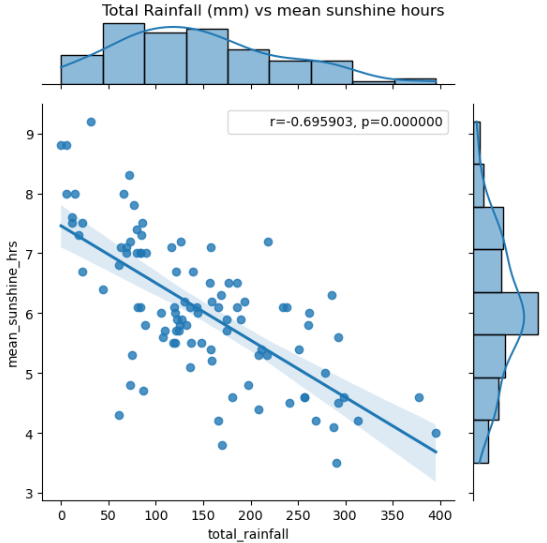 Total Rainfall (mm) vs mean sunshine hours
r=-0.695903, p=0.000000
9
8
7
6
5
4
3
mean_sunshine_hrs
0 50 100 150 200 250 300 350 400
total_rainfall